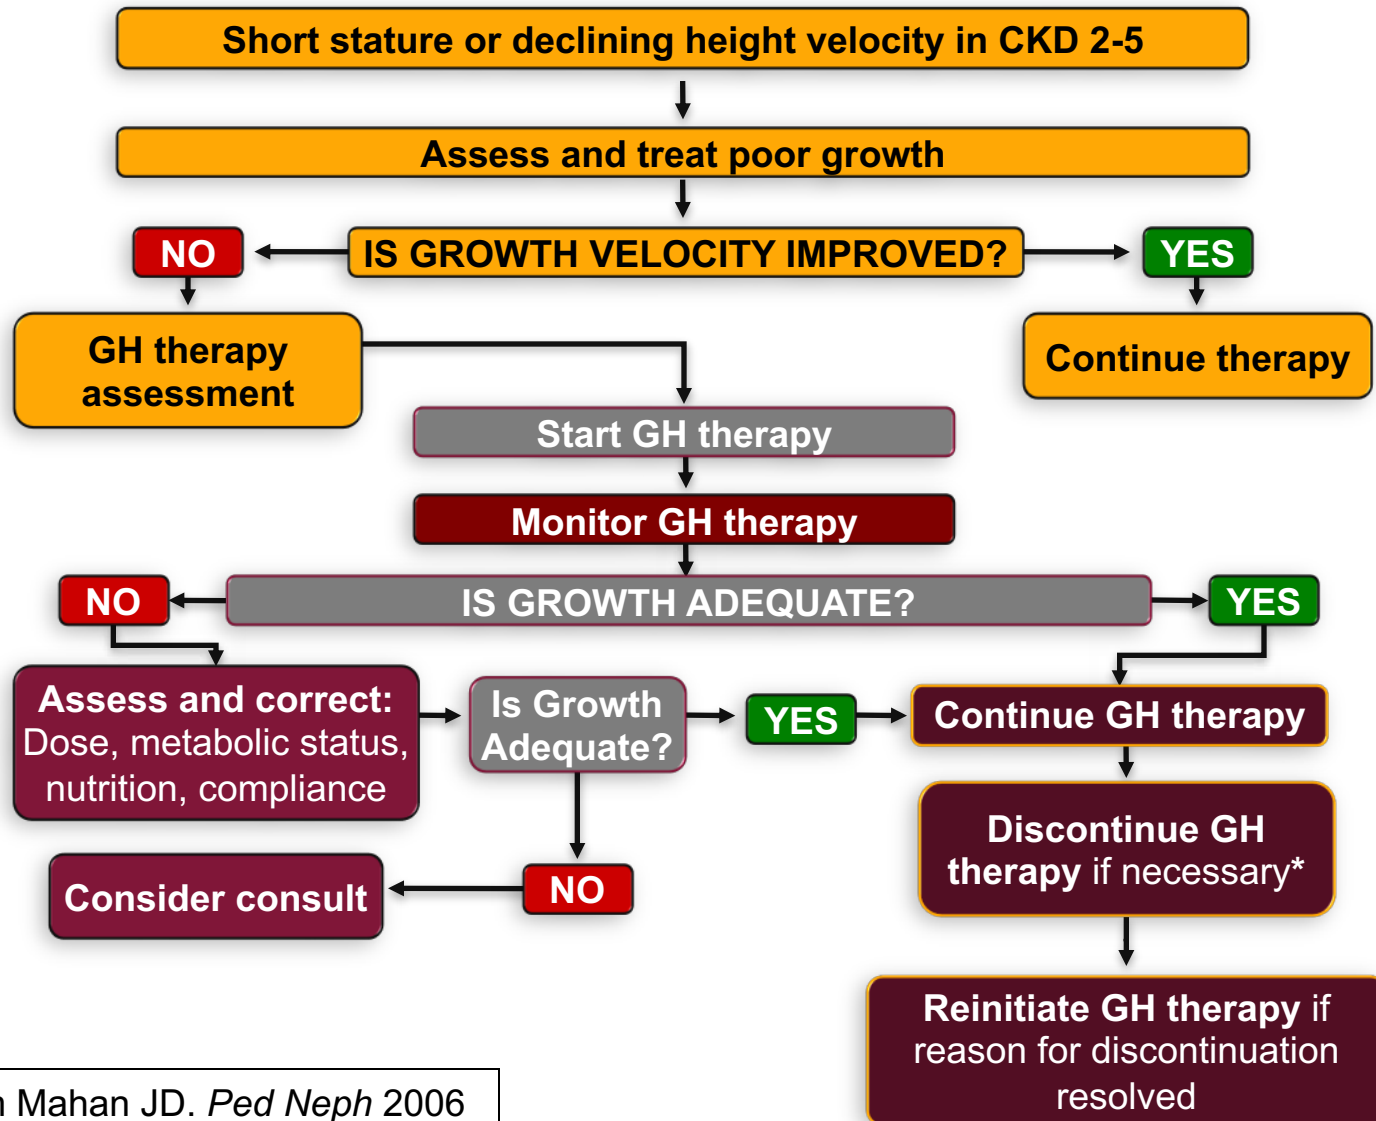 Short stature or declining height velocity in CKD 2-5
Assess and treat poor growth
NO
IS GROWTH VELOCITY IMPROVED?
YES
GH therapy
assessment
Continue therapy
Start GH therapy
Monitor GH therapy
NO
IS GROWTH ADEQUATE?
YES
Assess and correct:
Dose, metabolic status,
nutrition, compliance
Is Growth
Adequate?
YES
Continue GH therapy
Discontinue GH
therapy if necessary*
Consider consult
NO
Reinitiate GH therapy if
reason for discontinuation
resolved
Mahan JD. Ped Neph 2006